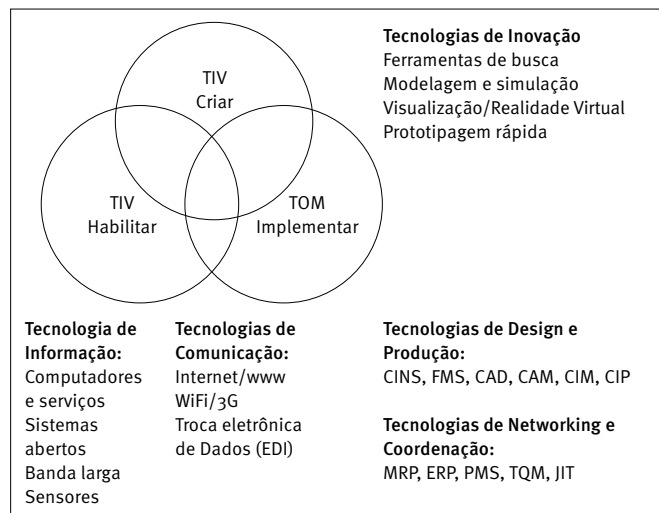 TIV
Criar
TIV
Habilitar
TOM
Implementar
Tecnologias de Inovação
Ferramentas de busca
Modelagem e simulação
Visualização/Realidade Virtual
Prototipagem rápida
Tecnologia de
Informação:
Computadores
e serviços
Sistemas
abertos
Banda larga
Sensores
Tecnologias de
Comunicação:
Internet/www
WiFi/3G
Troca eletrônica
de Dados (EDI)
Tecnologias de Design e
Produção:
CINS, FMS, CAD, CAM, CIM, CIP
Tecnologias de Networking e
Coordenação:
MRP, ERP, PMS, TQM, JIT